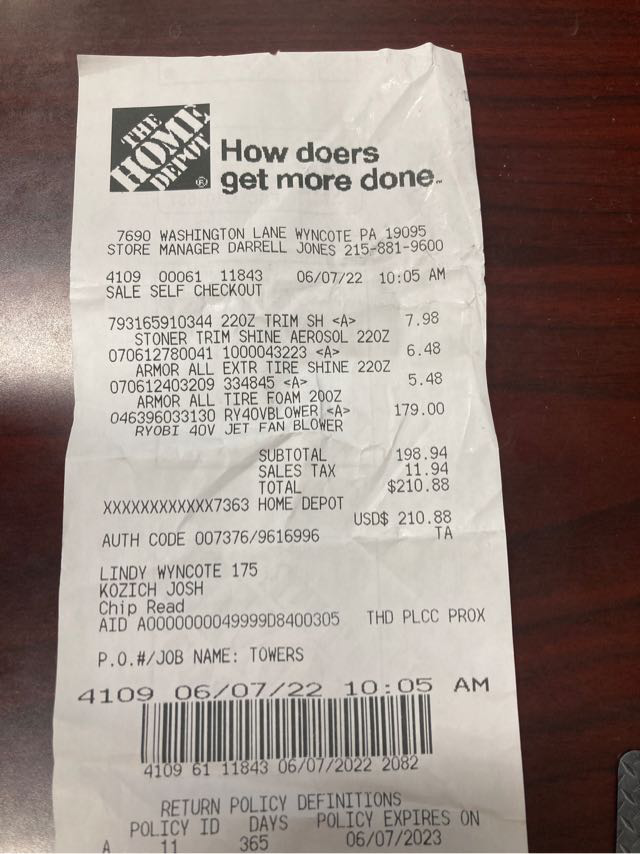 THE HOME DEPOT ®
How doers
get more done™
7690 WASHINGTON LANE WYNCOTE PA 19095
STORE MANAGER DARRELL JONES 215-881-9600
4109 00061 11843 06/07/22 10:05 AM
SALE SELF CHECKOUT
793165910344 22OZ TRIM SH <A> 7.98
STONER TRIM SHINE AEROSOL 22OZ
070612780041 1000043223 <A> 6.48
ARMOR ALL EXTR TIRE SHINE 22OZ
070612403209 334845 <A> 5.48
ARMOR ALL TIRE FOAM 20OZ
046396033130 RY40VBLOWER <A> 179.00
RYOBI 40V JET FAN BLOWER
SUBTOTAL 198.94
SALES TAX 11.94
TOTAL $210.88
XXXXXXXXXXXX7363 HOME DEPOT
USD$ 210.88
AUTH CODE 007376/9616996 TA
LINDY WYNCOTE 175
KOZICH JOSH
Chip Read
AID A0000000049999D8400305 THD PLCC PROX
P.O.#/JOB NAME: TOWERS
4109 06/07/22 10:05 AM
4109 61 11843 06/07/2022 2082
RETURN POLICY DEFINITIONS
POLICY ID DAYS POLICY EXPIRES ON
A 11 365 06/07/2023